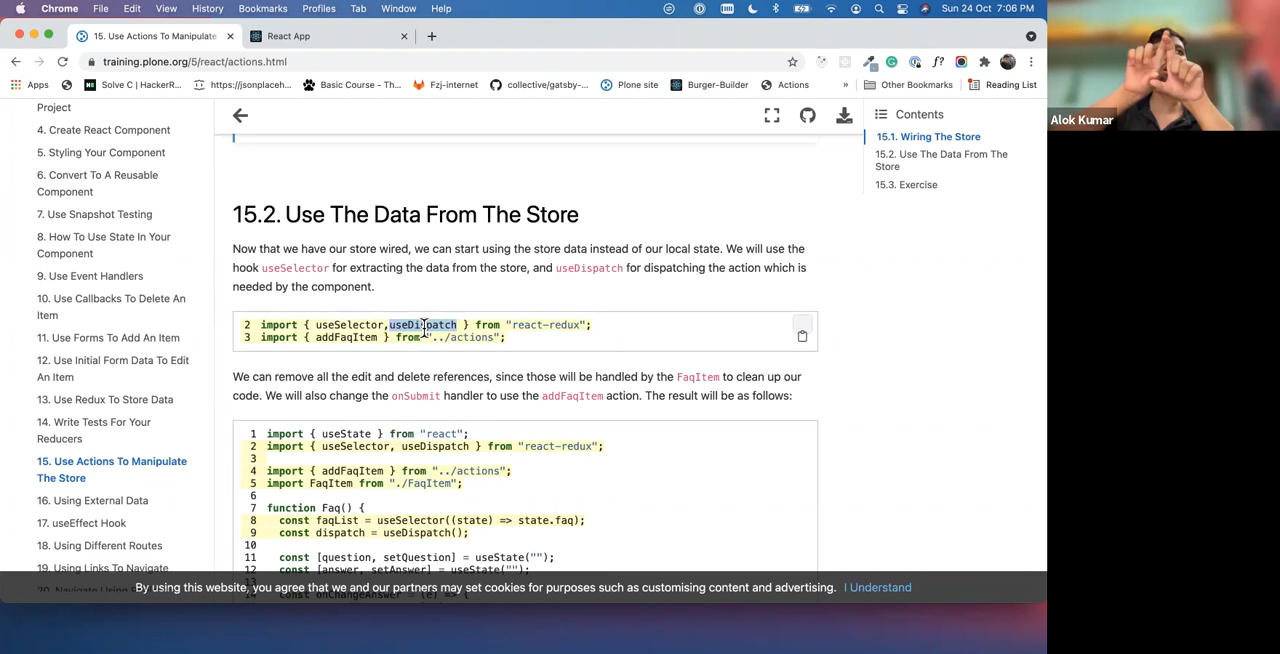 Chrome File Edit View History Bookmarks Profiles Tab Window Help Sun 24 Oct 7:06 PM
15. Use Actions To Manipulate
React App
training.plone.org/5/react/actions.html
Apps Solve C | HackerR... https://jsonplaceh... Basic Course - Th... Fzj-internet collective/gatsby-... Plone site Burger-Builder Actions » Other Bookmarks Reading List
Project
4. Create React Component
5. Styling Your Component
6. Convert To A Reusable
Component
7. Use Snapshot Testing
8. How To Use State In Your
Component
9. Use Event Handlers
10. Use Callbacks To Delete An
Item
11. Use Forms To Add An Item
12. Use Initial Form Data To Edit
An Item
13. Use Redux To Store Data
14. Write Tests For Your
Reducers
15. Use Actions To Manipulate
The Store
16. Using External Data
17. useEffect Hook
18. Using Different Routes
19. Using Links To Navigate
15.2. Use The Data From The Store
Now that we have our store wired, we can start using the store data instead of our local state. We will use the
hook useSelector for extracting the data from the store, and useDispatch for dispatching the action which is
needed by the component.
2 import { useSelector,useDispatch } from "react-redux";
3 import { addFaqItem } from "../actions";
We can remove all the edit and delete references, since those will be handled by the FaqItem to clean up our
code. We will also change the onSubmit handler to use the addFaqItem action. The result will be as follows:
1 import { useState } from "react";
2 import { useSelector, useDispatch } from "react-redux";
3
4 import { addFaqItem } from "../actions";
5 import FaqItem from "./FaqItem";
6
7 function Faq() {
8 const faqList = useSelector((state) => state.faq);
9 const dispatch = useDispatch();
10
11 const [question, setQuestion] = useState("");
12 const [answer, setAnswer] = useState("");
By using this website, you agree that we and our partners may set cookies for purposes such as customising content and advertising. I Understand
Contents
15.1. Wiring The Store
15.2. Use The Data From The
Store
15.3. Exercise
Alok Kumar